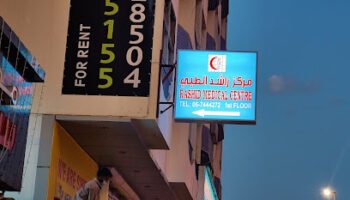 FOR RENT
5155
8504
مركز راشد الطبي
RASHID MEDICAL CENTRE
TEL: 06-7444272 1st FLOOR